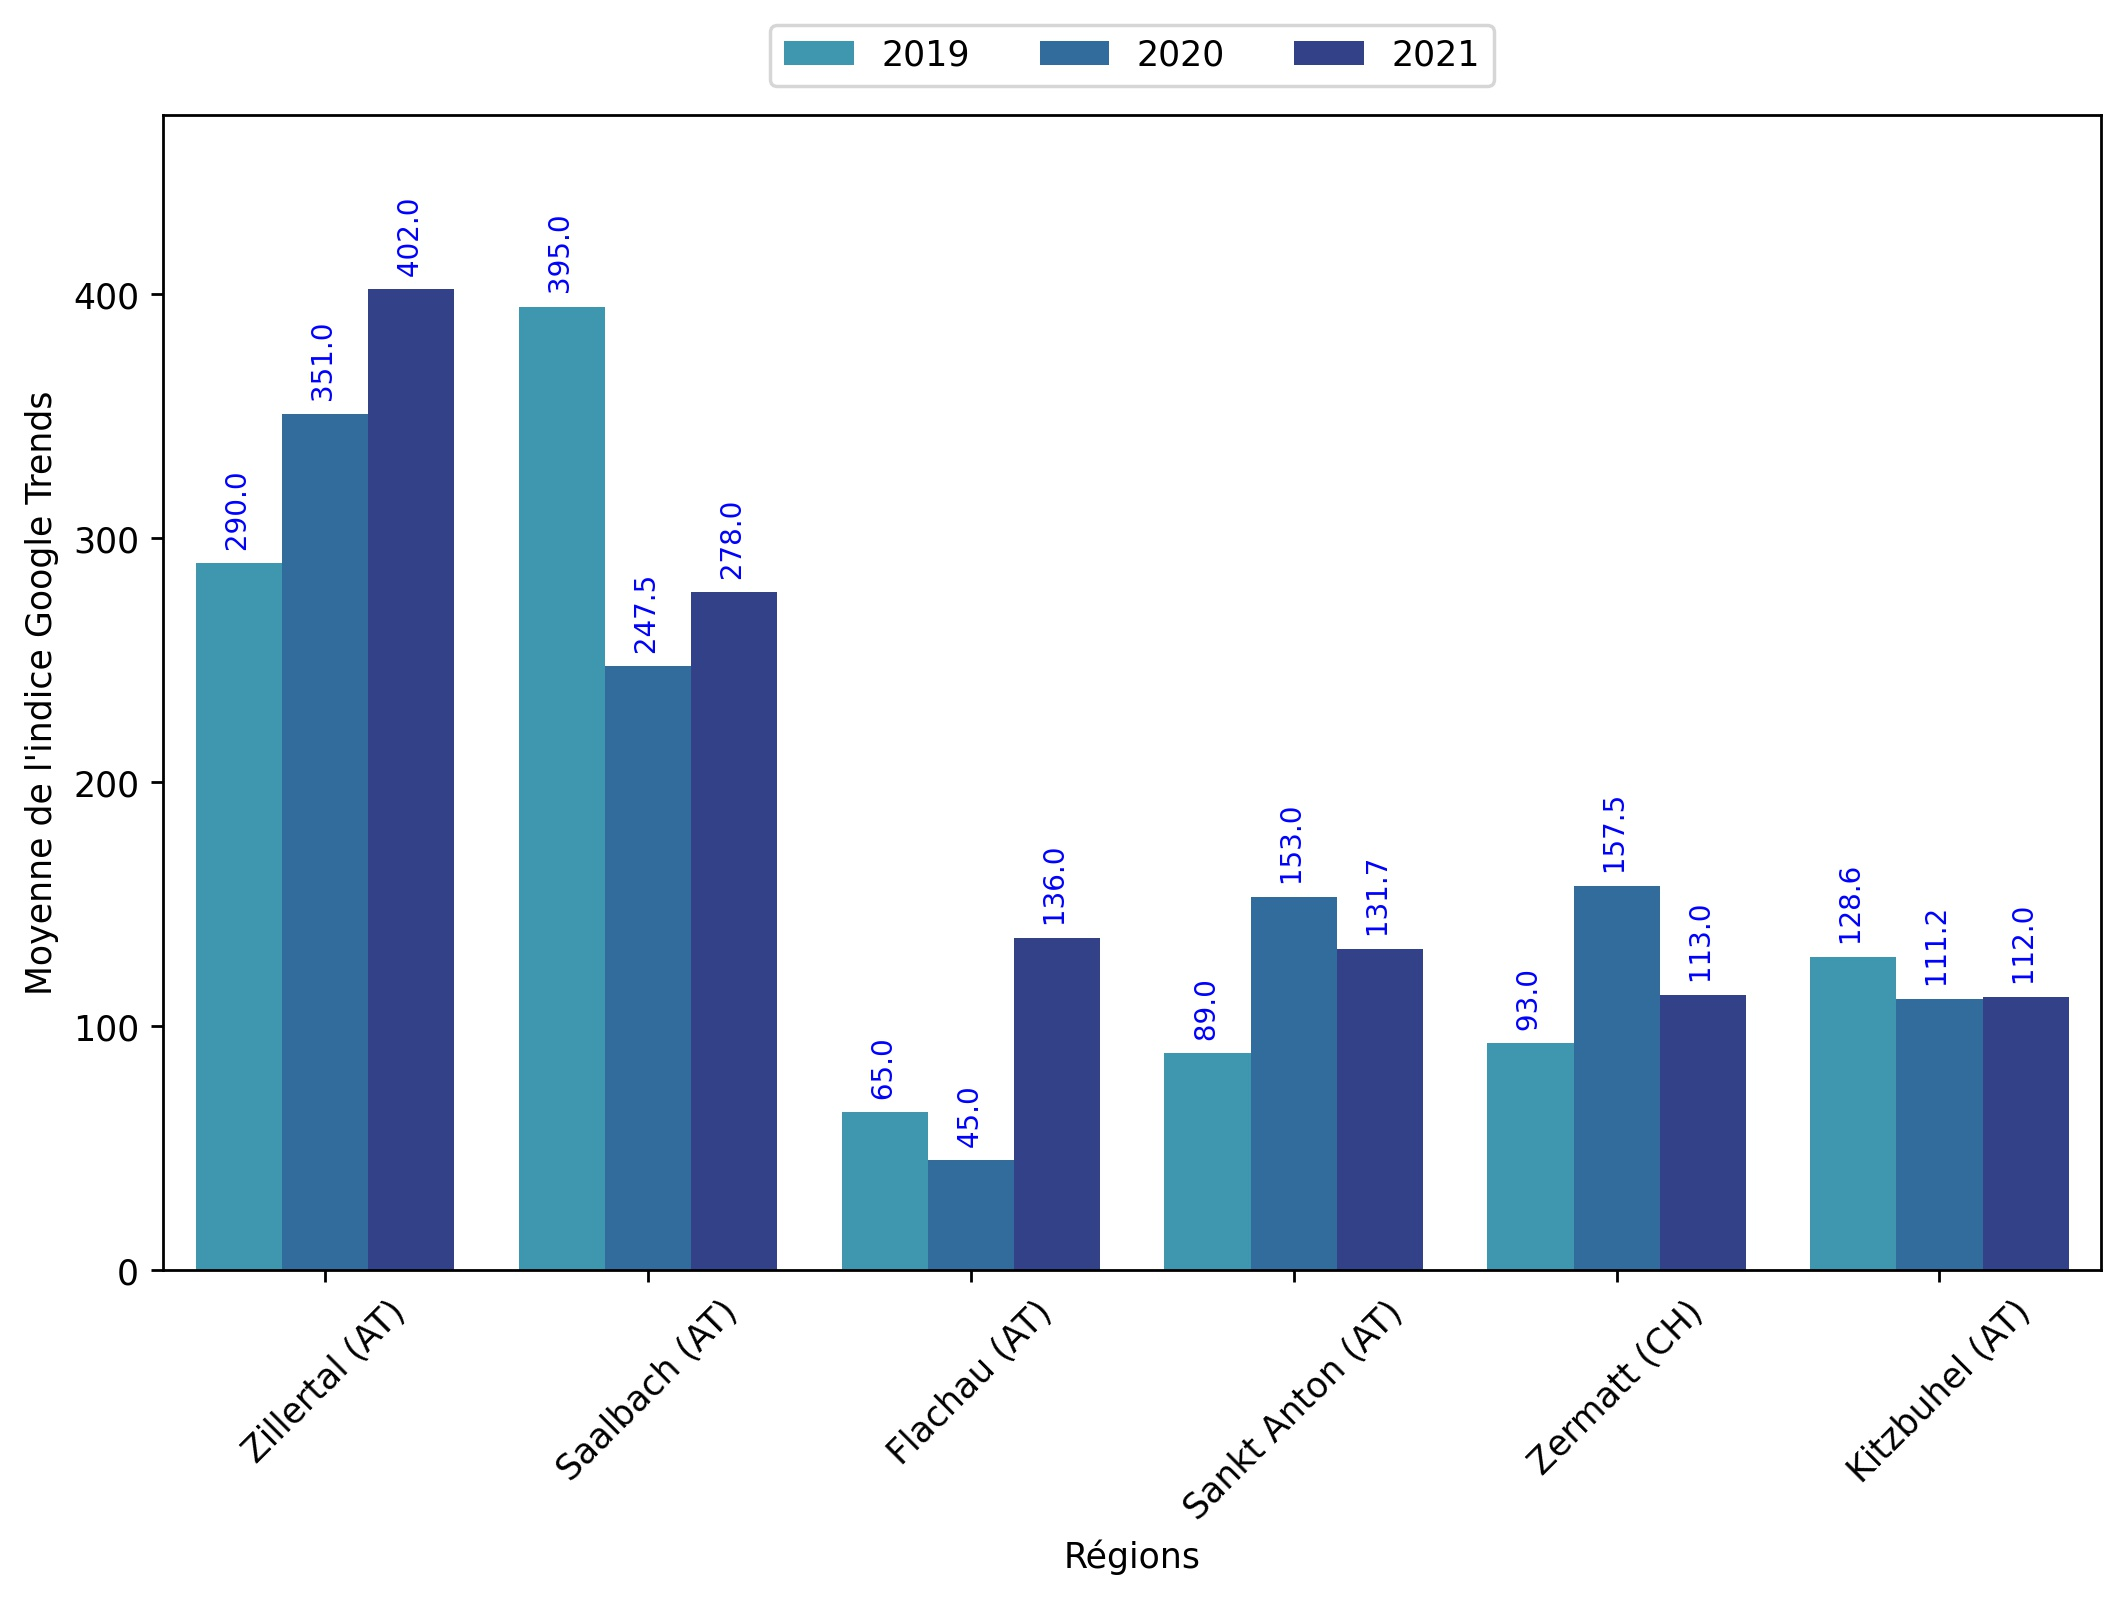 2019 2020 2021
Moyenne de l'indice Google Trends
400
300
200
100
0
290.0 351.0 402.0
395.0 247.5 278.0
65.0 45.0 136.0
89.0 153.0 131.7
93.0 157.5 113.0
128.6 111.2 112.0
Zillertal (AT)
Saalbach (AT)
Flachau (AT)
Sankt Anton (AT)
Zermatt (CH)
Kitzbuhel (AT)
Régions